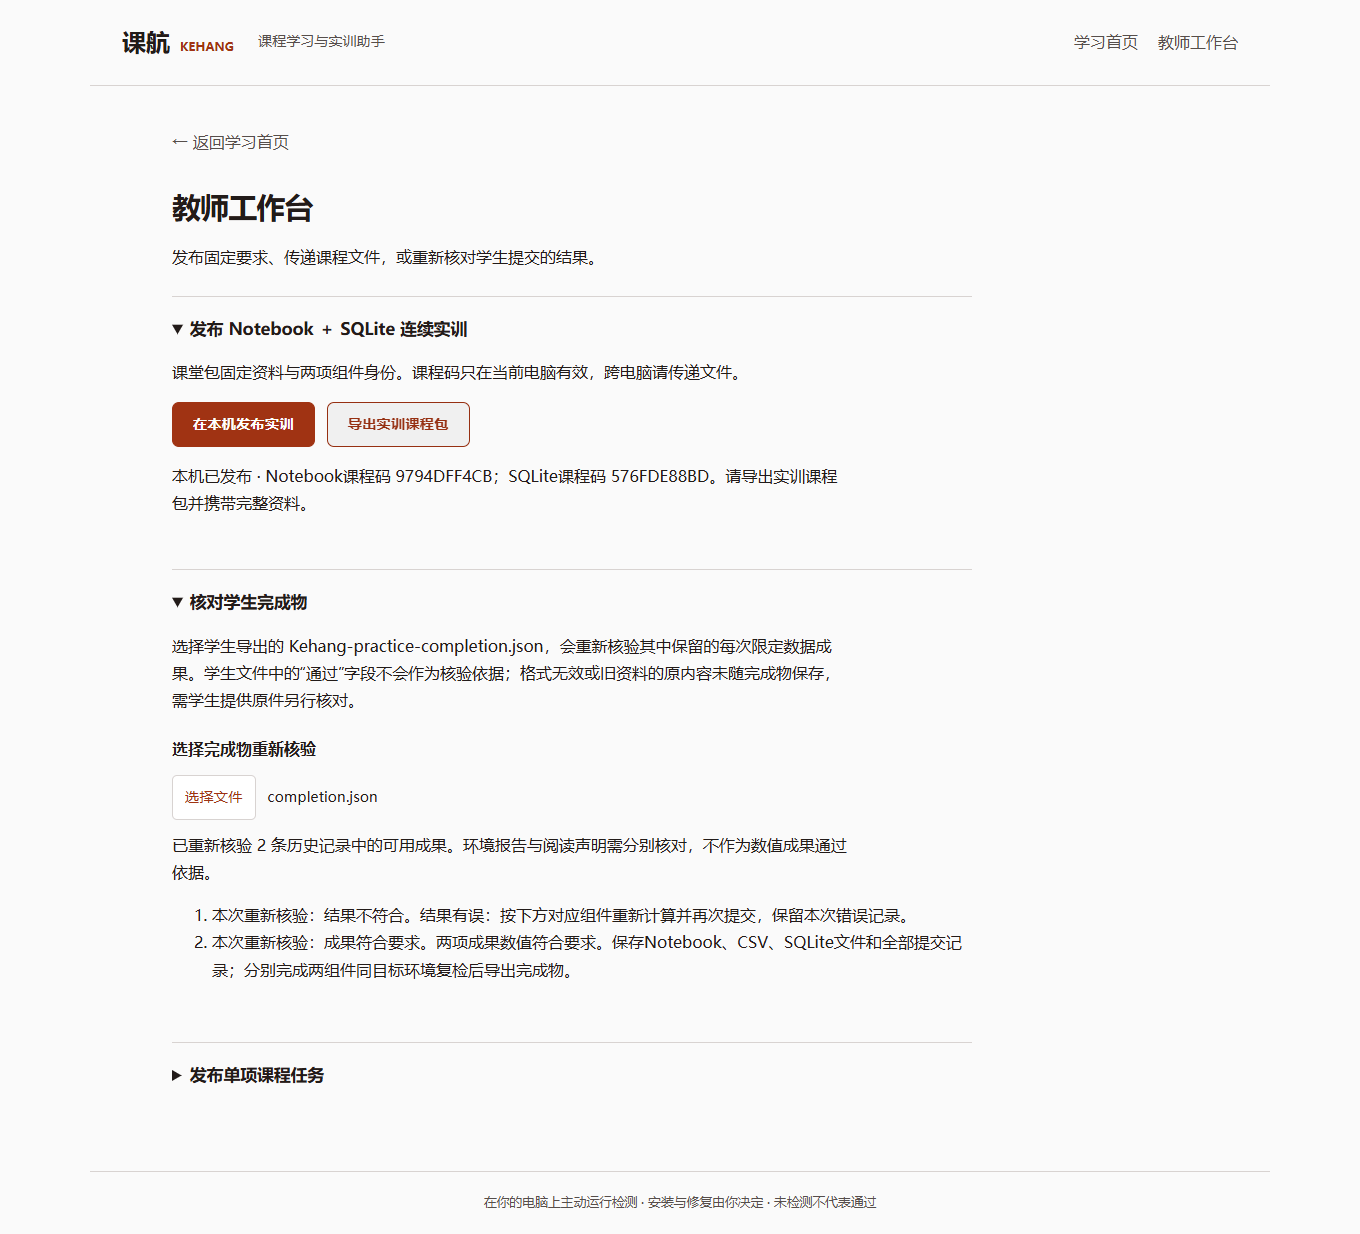 课航 KEHANG 课程学习与实训助手 学习首页 教师工作台
← 返回学习首页
教师工作台
发布固定要求、传递课程文件，或重新核对学生提交的结果。
▼ 发布 Notebook + SQLite 连续实训
课堂包固定资料与两项组件身份。课程码只在当前电脑有效，跨电脑请传递文件。
在本机发布实训 导出实训课程包
本机已发布 · Notebook课程码 9794DFF4CB；SQLite课程码 576FDE88BD。请导出实训课程
包并携带完整资料。
▼ 核对学生完成物
选择学生导出的 Kehang-practice-completion.json，会重新核验其中保留的每次限定数据成
果。学生文件中的“通过”字段不会作为核验依据；格式无效或旧资料的原内容未随完成物保存，
需学生提供原件另行核对。
选择完成物重新核验
选择文件 completion.json
已重新核验 2 条历史记录中的可用成果。环境报告与阅读声明需分别核对，不作为数值成果通过
依据。
1. 本次重新核验：结果不符合。结果有误：按下方对应组件重新计算并再次提交，保留本次错误记录。
2. 本次重新核验：成果符合要求。两项成果数值符合要求。保存Notebook、CSV、SQLite文件和全部提交记
录；分别完成两组件同目标环境复检后导出完成物。
▶ 发布单项课程任务
在你的电脑上主动运行检测 · 安装与修复由你决定 · 未检测不代表通过